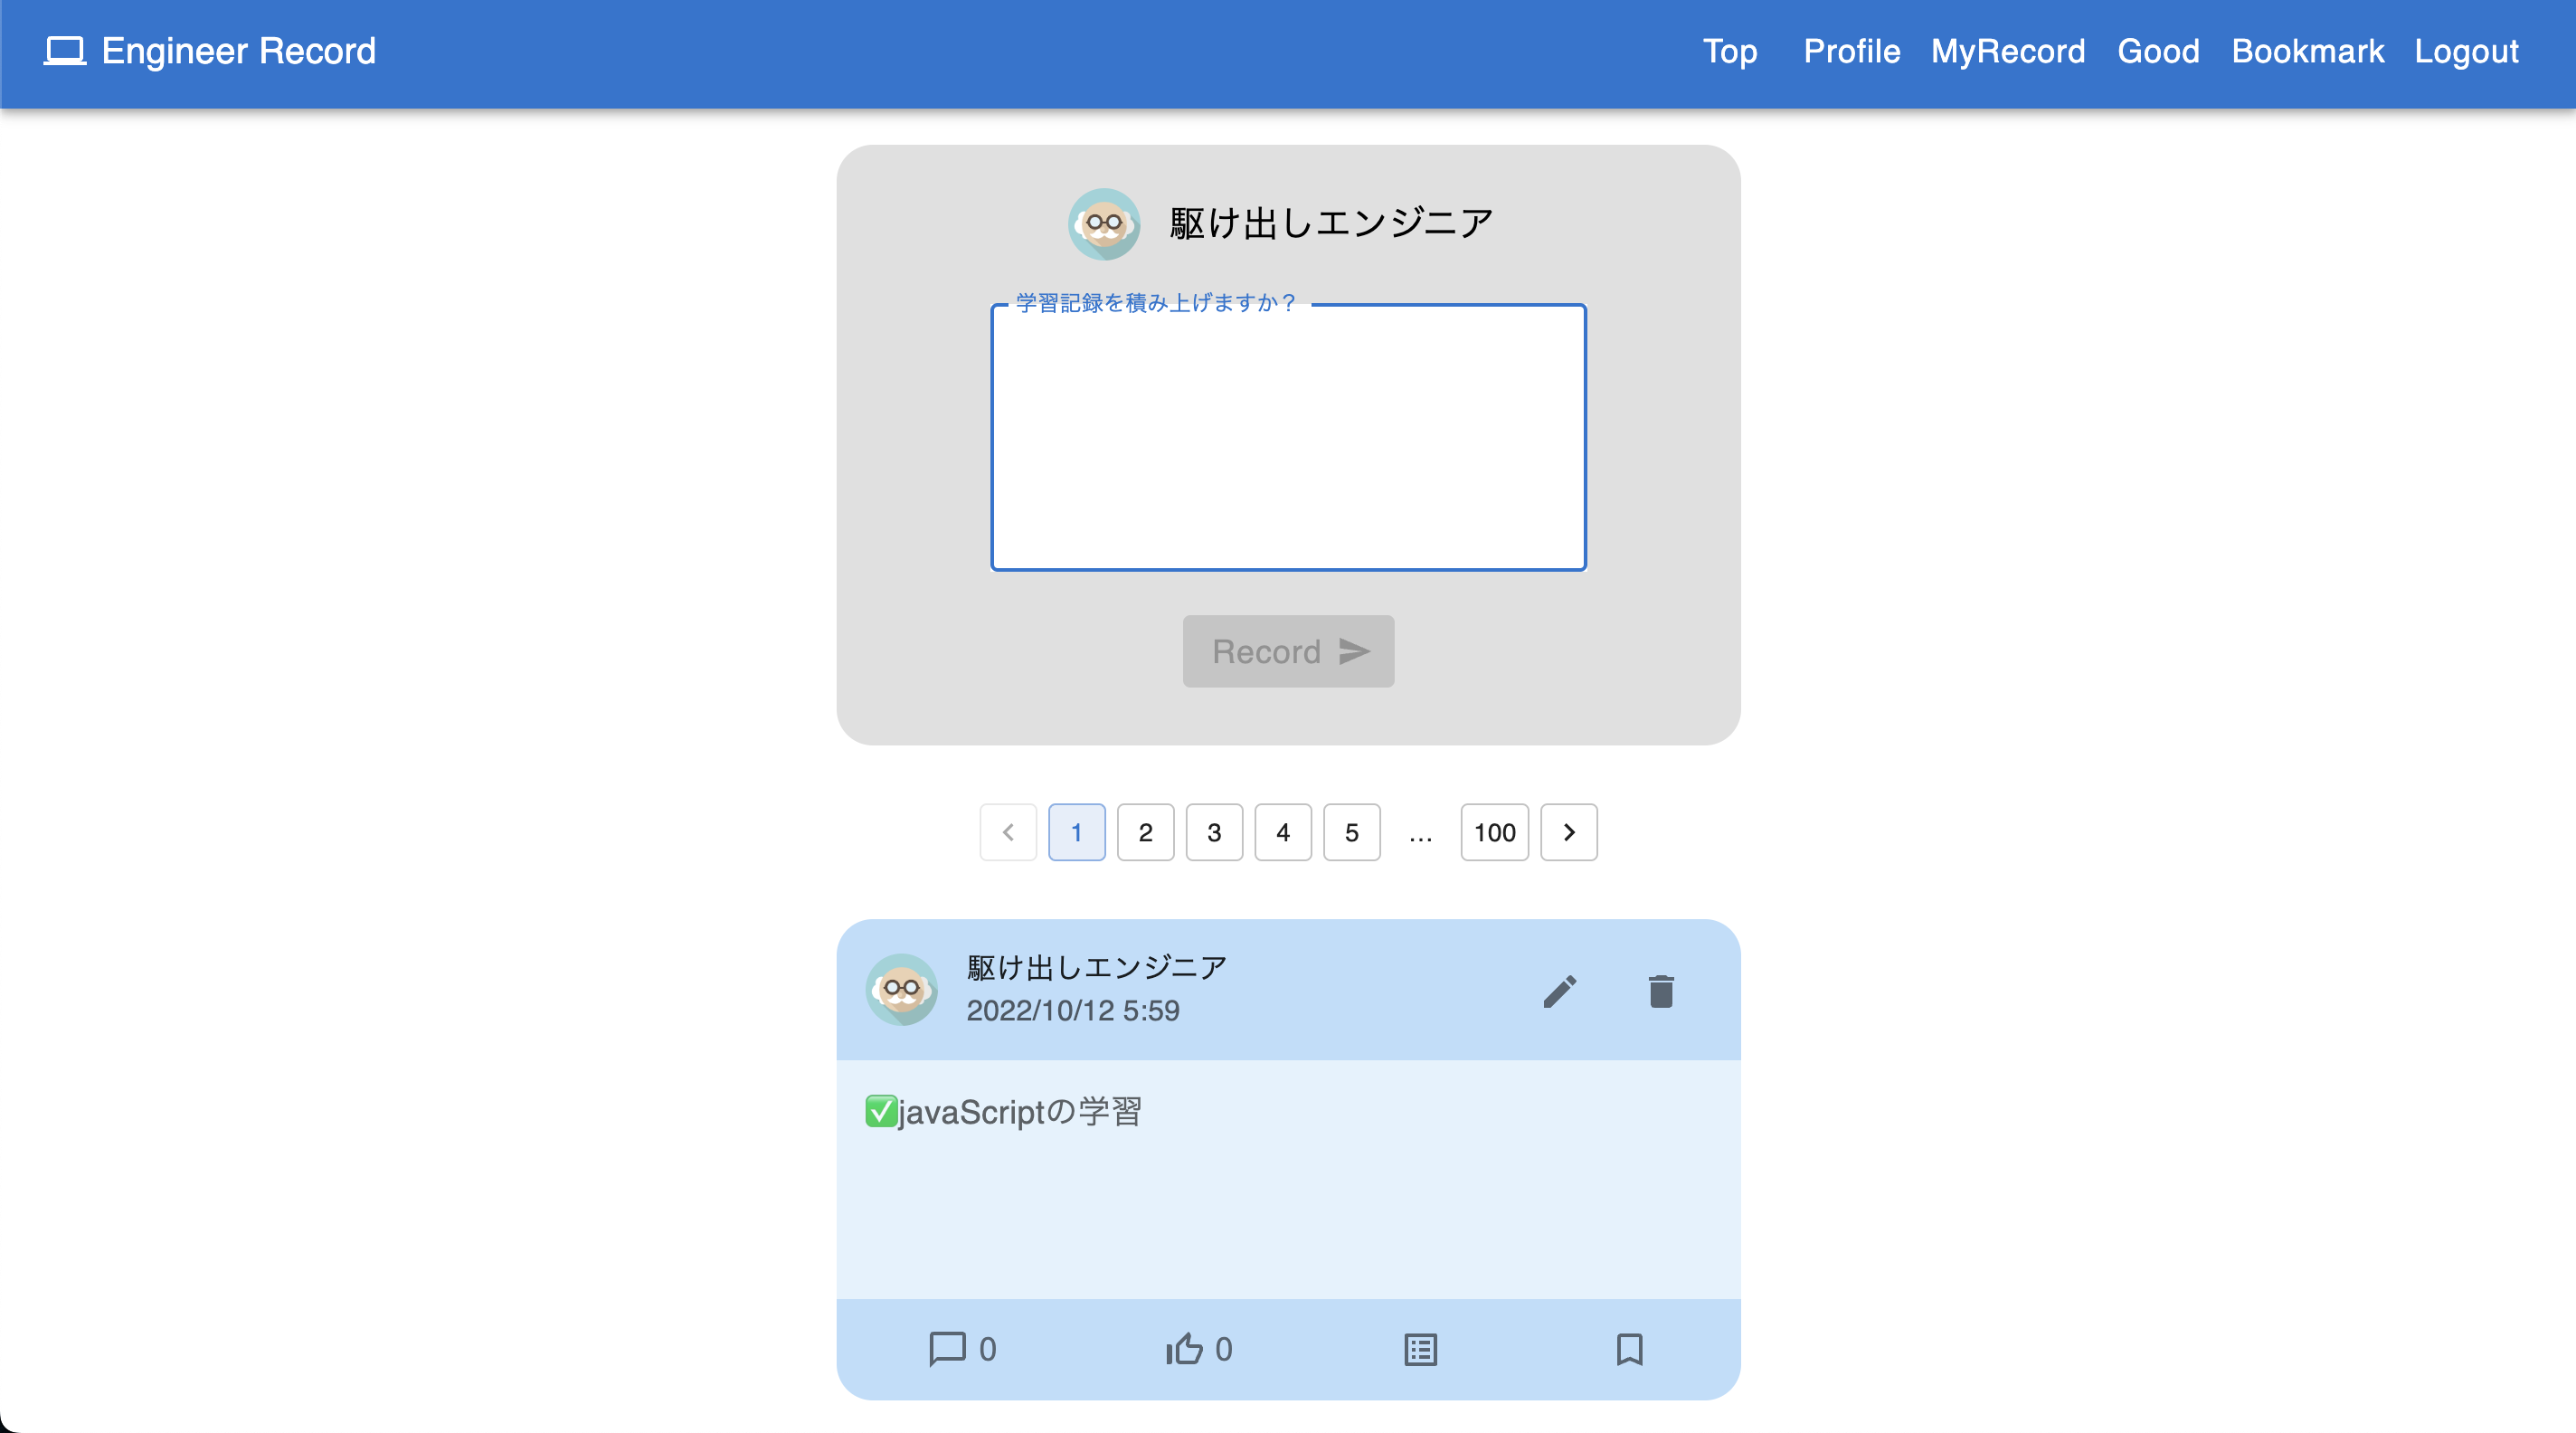 Engineer Record
Top Profile MyRecord Good Bookmark Logout
駆け出しエンジニア
学習記録を積み上げますか？
Record
1 2 3 4 5 ... 100
駆け出しエンジニア
2022/10/12 5:59
✅javaScriptの学習
0 0